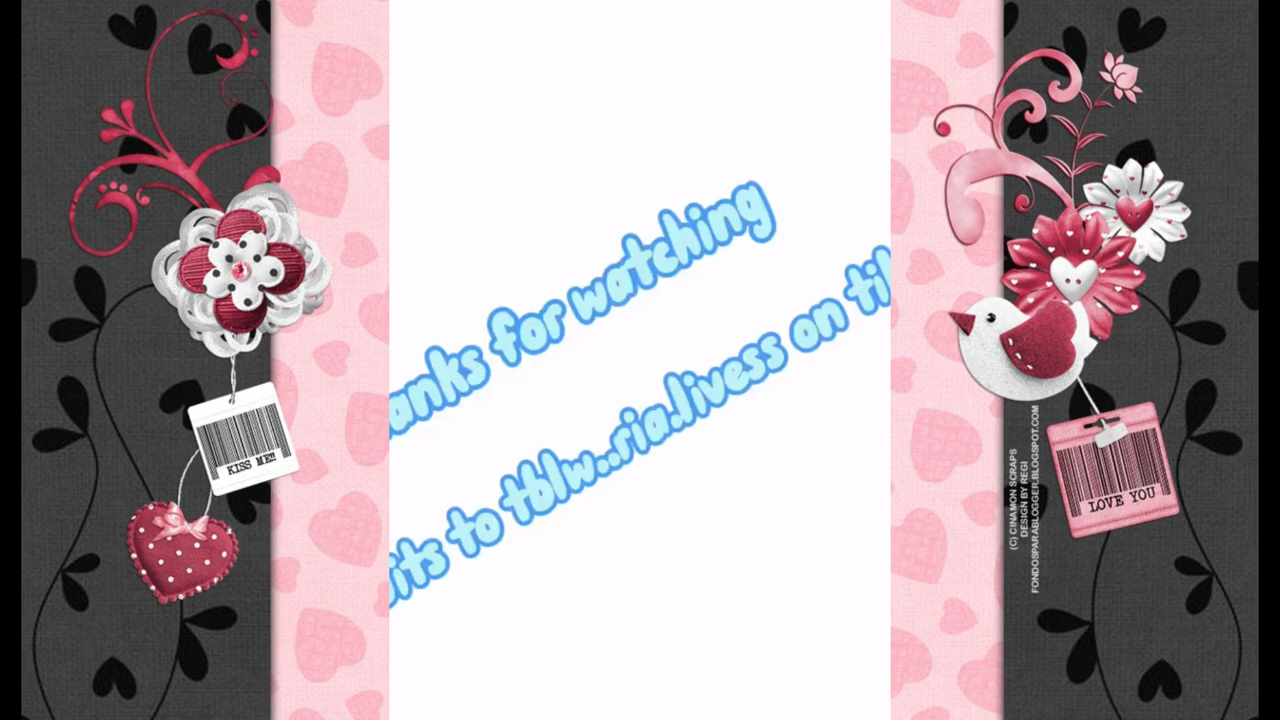 anks for watching
its to tblw..ria.livess on ti
KISS ME!!
LOVE YOU
(C) CINAMON SCRAPS
DESIGN BY REGI
FONDOSPARABLOGGER.BLOGSPOT.COM